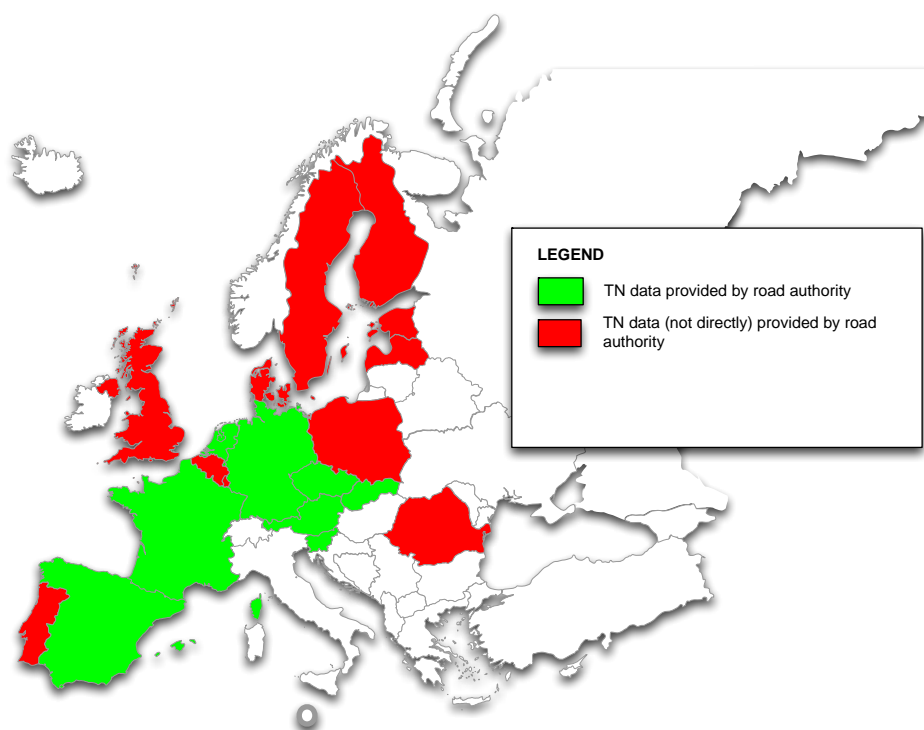 LEGEND
TN data provided by road authority
TN data (not directly) provided by road
authority